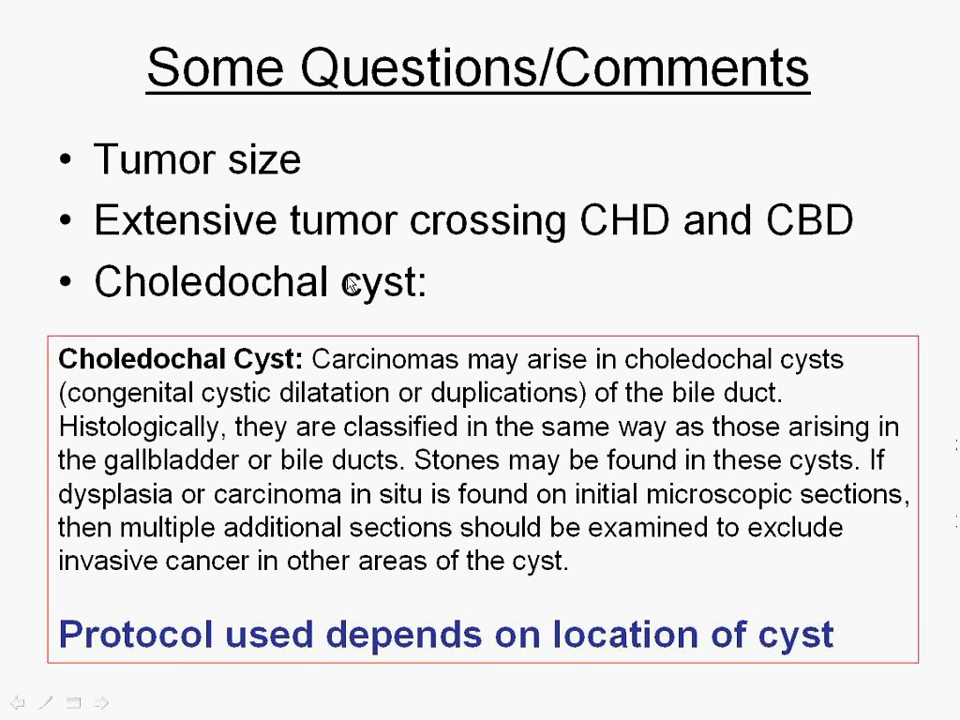 Some Questions/Comments
• Tumor size
• Extensive tumor crossing CHD and CBD
• Choledochal cyst:
Choledochal Cyst: Carcinomas may arise in choledochal cysts
(congenital cystic dilatation or duplications) of the bile duct.
Histologically, they are classified in the same way as those arising in
the gallbladder or bile ducts. Stones may be found in these cysts. If
dysplasia or carcinoma in situ is found on initial microscopic sections,
then multiple additional sections should be examined to exclude
invasive cancer in other areas of the cyst.
Protocol used depends on location of cyst